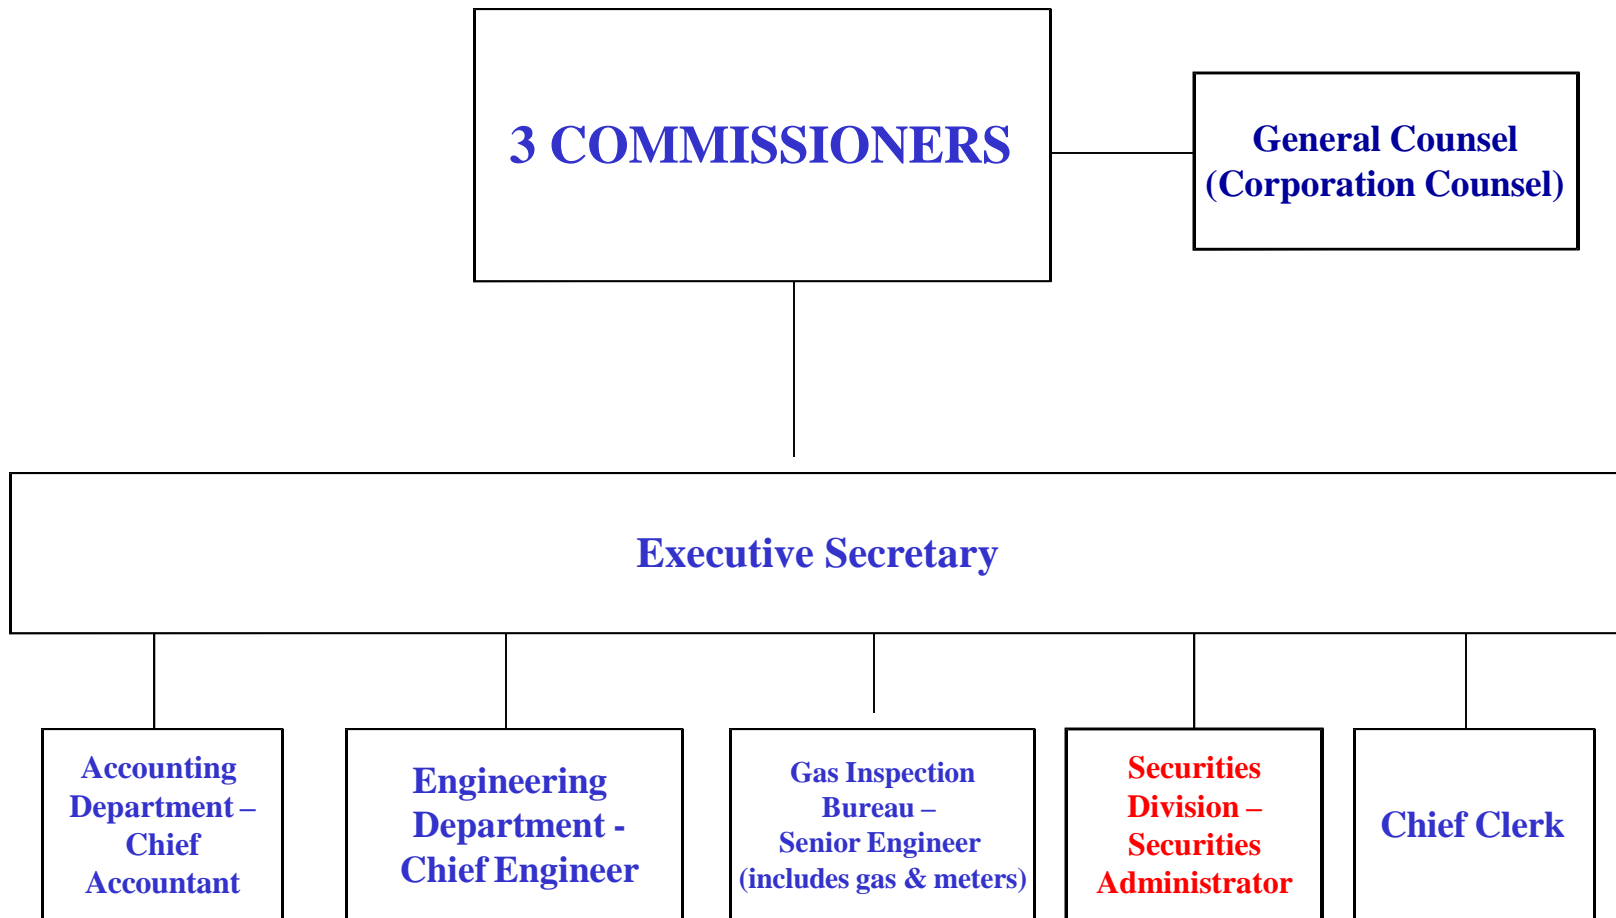 3 COMMISSIONERS
General Counsel
(Corporation Counsel)
Executive Secretary
Accounting
Department –
Chief
Accountant
Engineering
Department -
Chief Engineer
Gas Inspection
Bureau –
Senior Engineer
(includes gas & meters)
Securities
Division –
Securities
Administrator
Chief Clerk